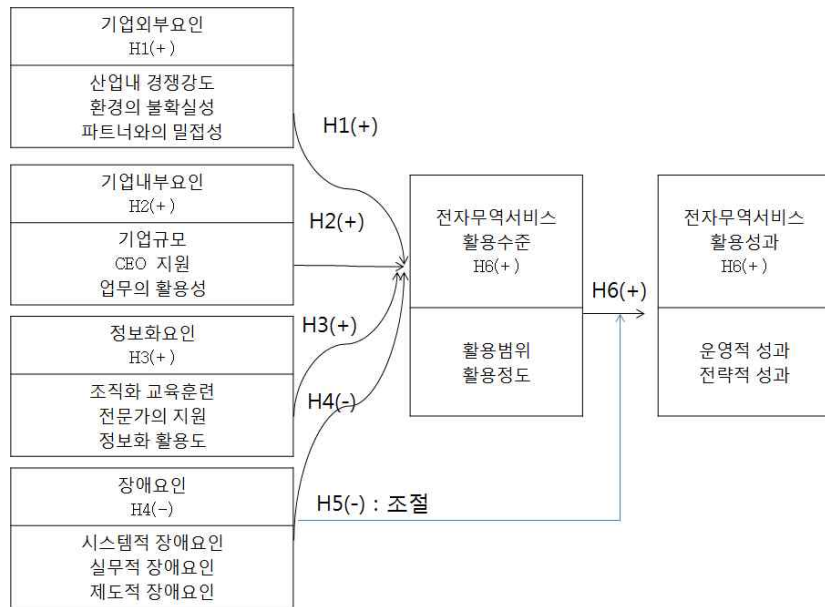 기업외부요인
H1(+)
산업내 경쟁강도
환경의 불확실성
파트너와의 밀접성
H1(+)
기업내부요인
H2(+)
기업규모
CEO 지원
업무의 활용성
H2(+)
정보화요인
H3(+)
조직화 교육훈련
전문가의 지원
정보화 활용도
H3(+)
장애요인
H4(-)
시스템적 장애요인
실무적 장애요인
제도적 장애요인
H4(-)
H5(-) : 조절
전자무역서비스
활용수준
H6(+)
활용범위
활용정도
H6(+)
전자무역서비스
활용성과
H6(+)
운영적 성과
전략적 성과